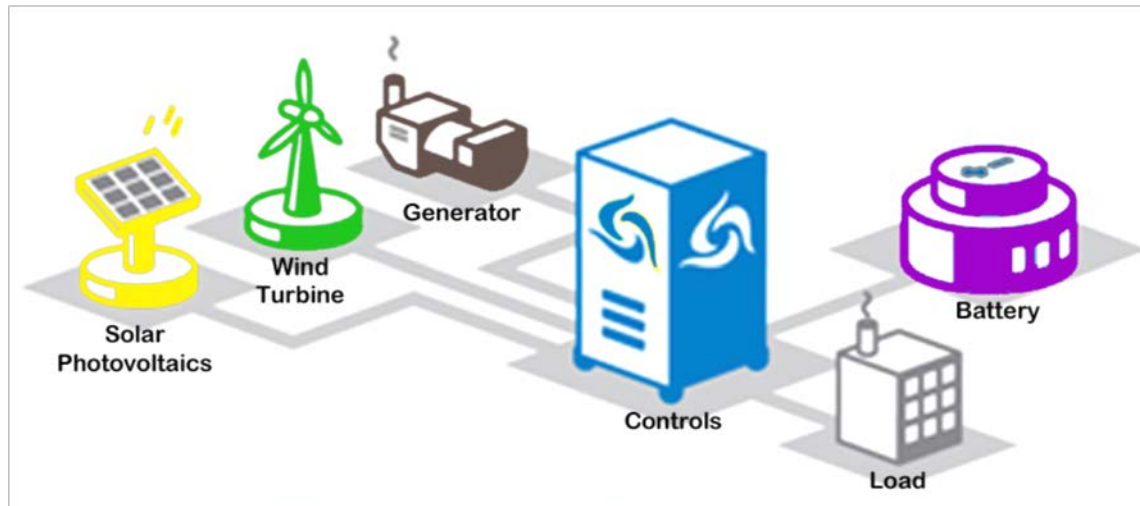 Generator
Wind
Turbine
Solar
Photovoltaics
Battery
Controls
Load